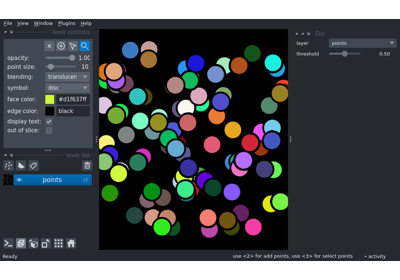 File View Window Plugins Help
layer controls
opacity: 1.00
point size: 10
blending: translucen
symbol: disc
face color: #d1f637ff
edge color: black
display text:
out of slice:
layer list
points
layer points
threshold 0.50
Ready
use <2> for add points, use <3> for select points
activity